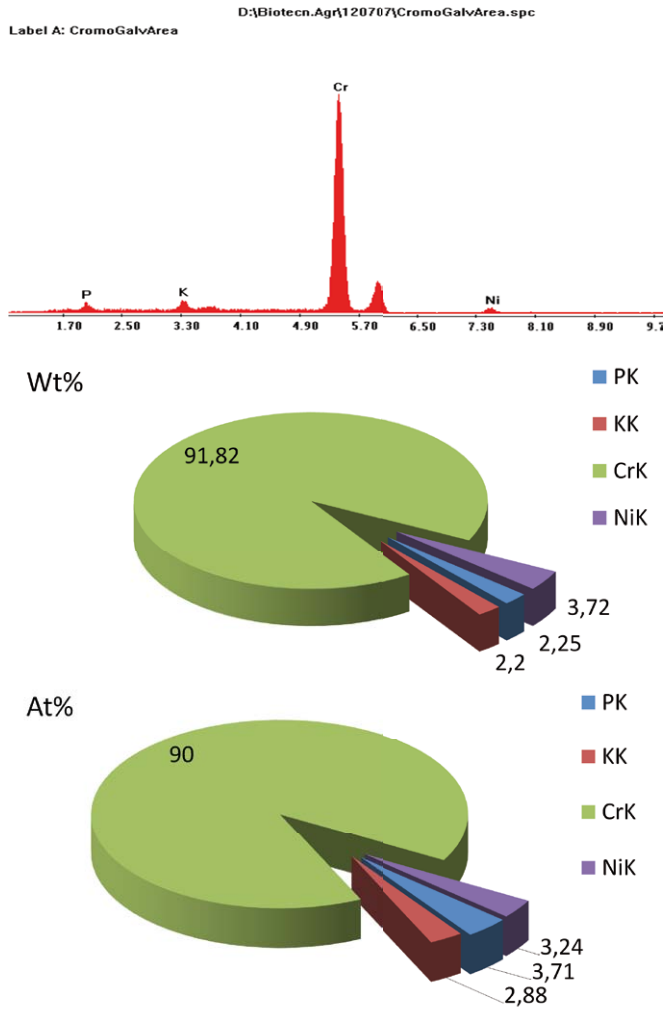 D:\Biotecn.Agr\120707\CromoGalvArea.spc
Label A: CromoGalvArea
Cr
P
K
Ni
1.70 2.50 3.30 4.10 4.90 5.70 6.50 7.30 8.10 8.90 9.7
Wt%
PK
KK
CrK
NiK
91,82
3,72
2,25
2,2
At%
PK
KK
CrK
NiK
90
3,24
3,71
2,88